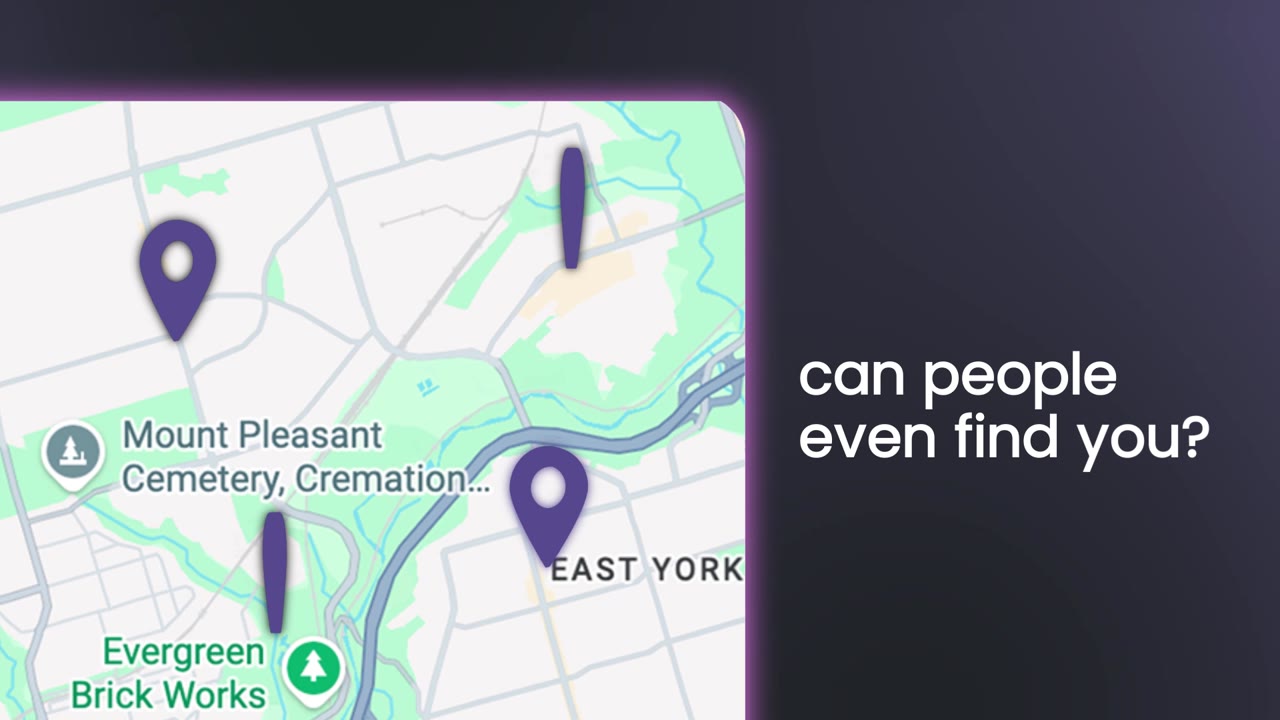 Mount Pleasant
Cemetery, Cremation...
EAST YORK
Evergreen
Brick Works
can people
even find you?